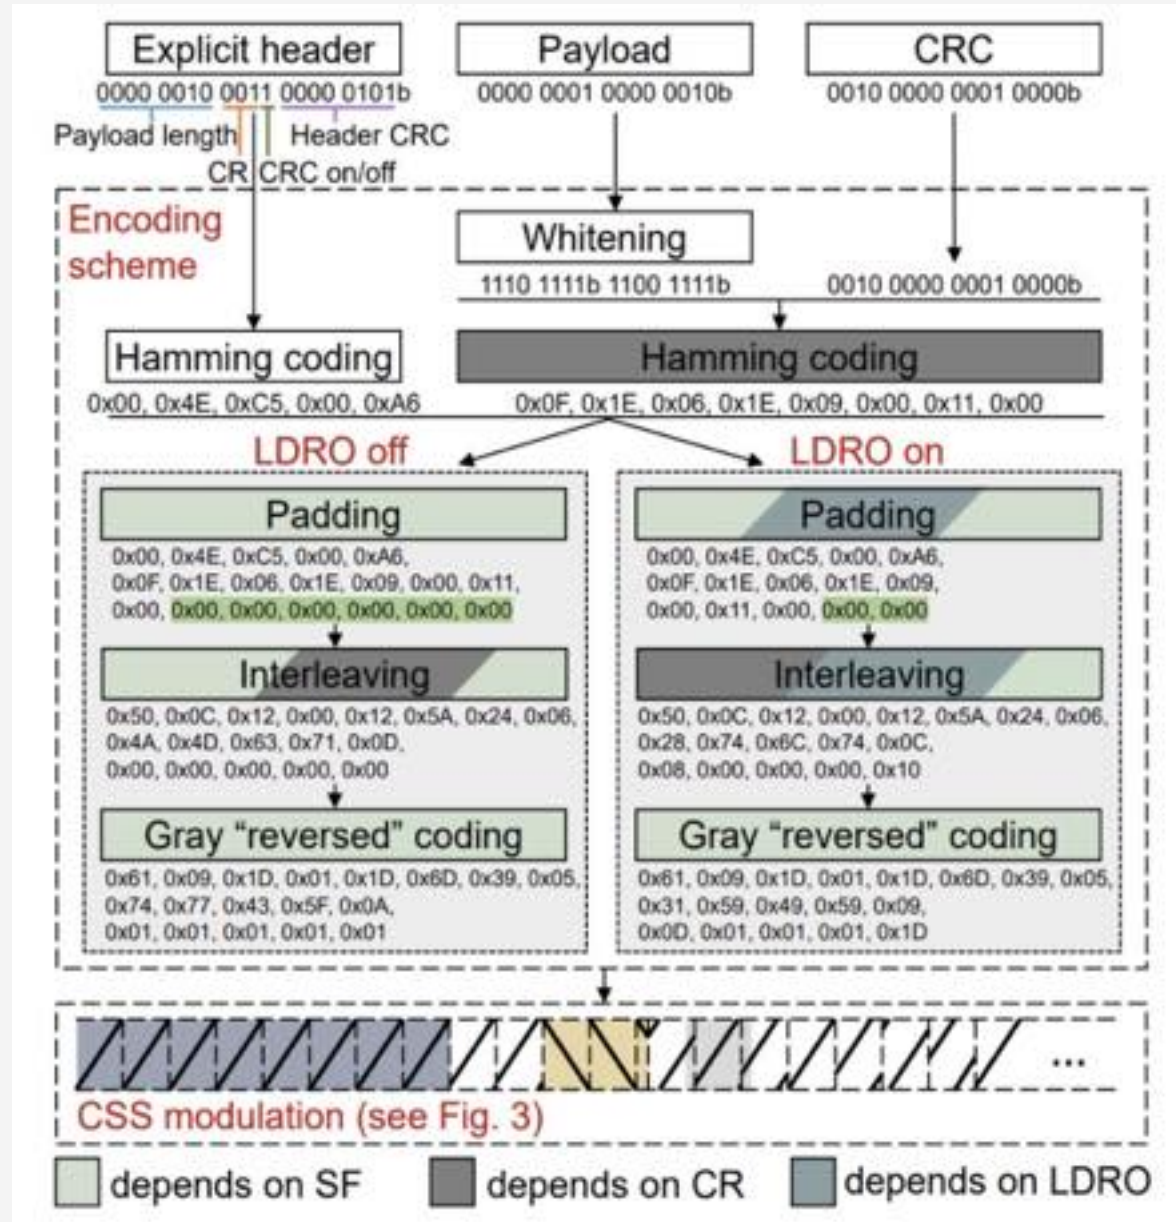 Explicit header
Payload
CRC
0000 0010 0011 0000 0101b
0000 0001 0000 0010b
0010 0000 0001 0000b
Payload length
Header CRC
CR
CRC on/off
Encoding
scheme
Whitening
1110 1111b 1100 1111b
0010 0000 0001 0000b
Hamming coding
Hamming coding
0x00, 0x4E, 0xC5, 0x00, 0xA6
0x0F, 0x1E, 0x06, 0x1E, 0x09, 0x00, 0x11, 0x00
LDRO off
LDRO on
Padding
0x00, 0x4E, 0xC5, 0x00, 0xA6,
0x0F, 0x1E, 0x06, 0x1E, 0x09, 0x00, 0x11,
0x00, 0x00, 0x00, 0x00, 0x00, 0x00, 0x00
Interleaving
0x50, 0x0C, 0x12, 0x00, 0x12, 0x5A, 0x24, 0x06,
0x4A, 0x4D, 0x63, 0x71, 0x0D,
0x00, 0x00, 0x00, 0x00, 0x00
Gray “reversed” coding
0x61, 0x09, 0x1D, 0x01, 0x1D, 0x6D, 0x39, 0x05,
0x74, 0x77, 0x43, 0x5F, 0x0A,
0x01, 0x01, 0x01, 0x01, 0x01
Padding
0x00, 0x4E, 0xC5, 0x00, 0xA6,
0x0F, 0x1E, 0x06, 0x1E, 0x09,
0x00, 0x11, 0x00, 0x00, 0x00
Interleaving
0x50, 0x0C, 0x12, 0x00, 0x12, 0x5A, 0x24, 0x06,
0x28, 0x74, 0x6C, 0x74, 0x0C,
0x08, 0x00, 0x00, 0x00, 0x10
Gray “reversed” coding
0x61, 0x09, 0x1D, 0x01, 0x1D, 0x6D, 0x39, 0x05,
0x31, 0x59, 0x49, 0x59, 0x09,
0x0D, 0x01, 0x01, 0x01, 0x1D
...
CSS modulation (see Fig. 3)
depends on SF
depends on CR
depends on LDRO